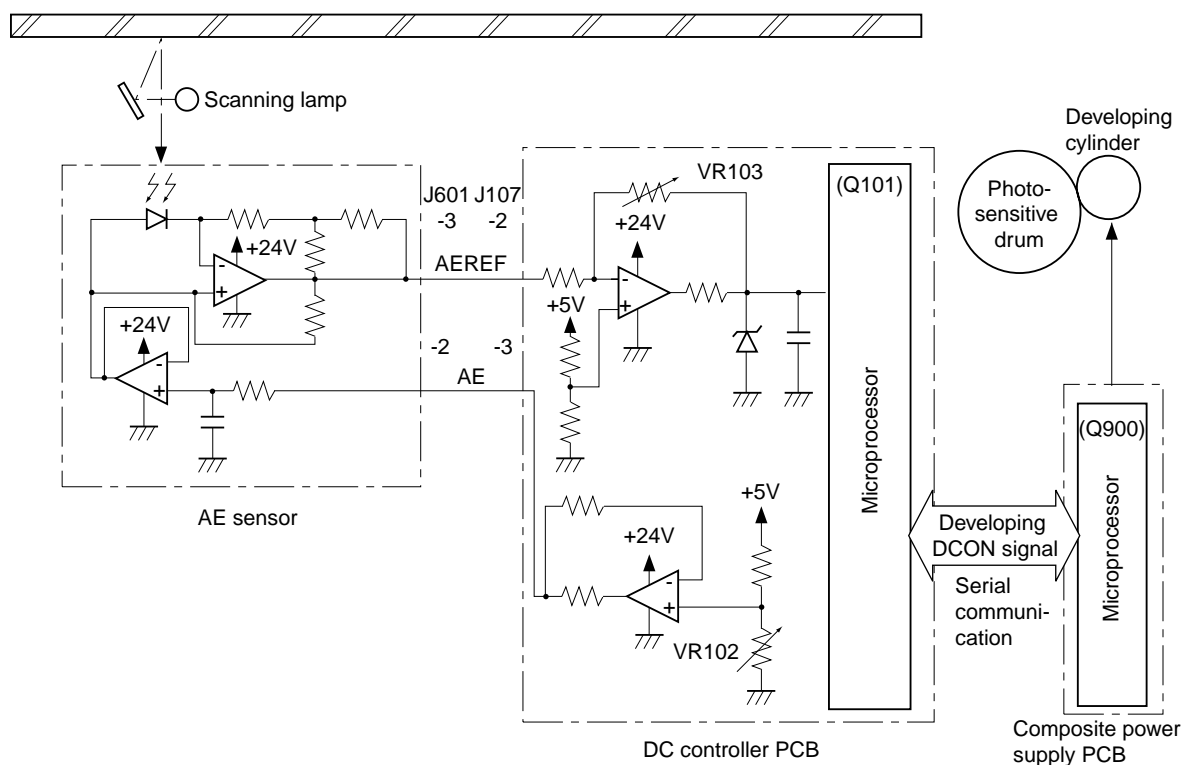 Scanning lamp
Developing
cylinder
Photo-
sensitive
drum
J601 J107
-3 -2
VR103
(Q101)
+24V
+24V
AEREF
+5V
+24V
-
+
-
+
-2 -3
AE
-
+
Microprocessor
(Q900)
AE sensor
+5V
+24V
-
+
Developing
DCON signal
Serial
communi-
cation
Microprocessor
VR102
DC controller PCB
Composite power
supply PCB